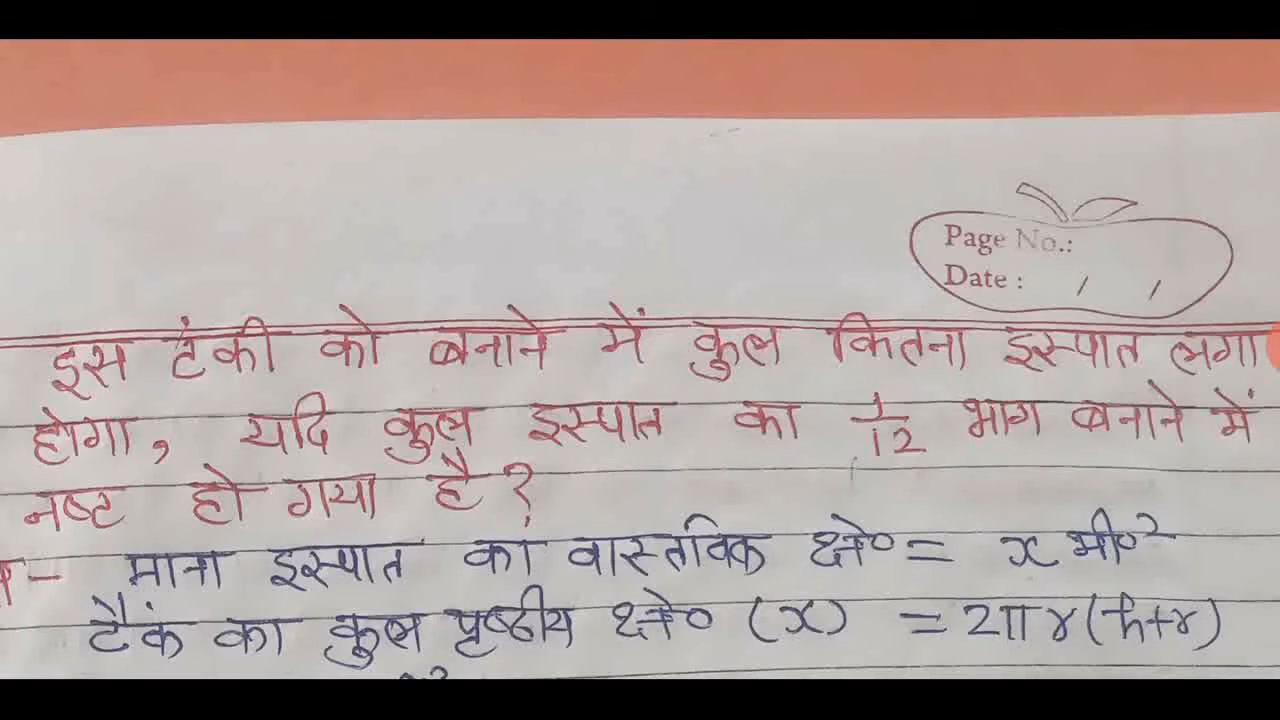 Page No.:
Date : / /
इस टंकी को बनाने में कुल कितना इस्पात लगा
होगा, यदि कुल इस्पात का 1/12 भाग बनाने में
नष्ट हो गया है?
माना इस्पात का वास्तविक क्षे० = x मी०²
टैंक का कुल पृष्ठीय क्षे० (x) = 2πr(h+r)